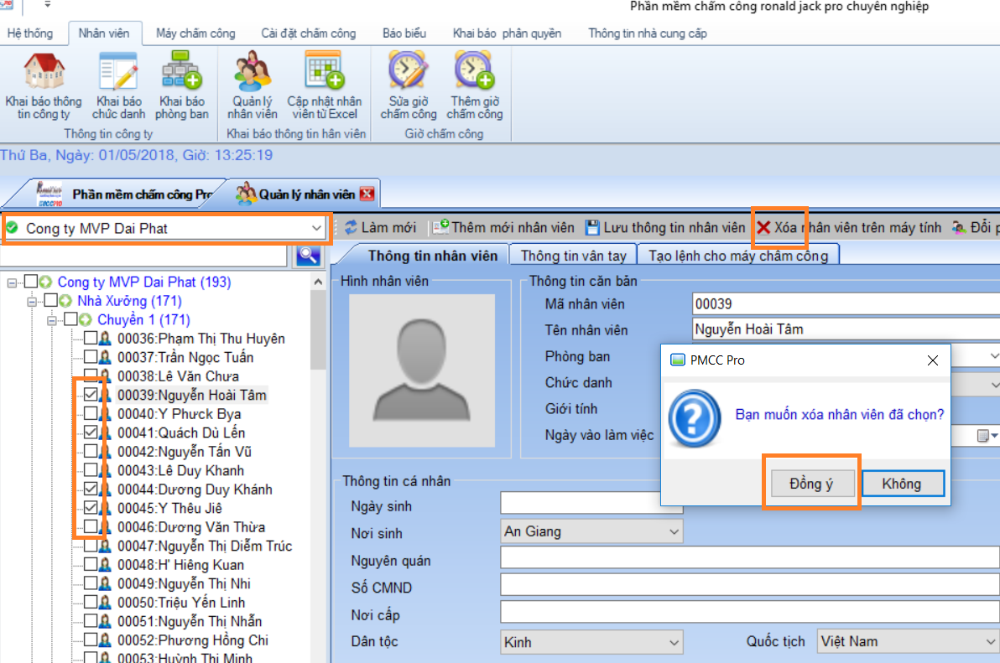 Phần mềm chấm công ronald jack pro chuyên nghiệp
Hệ thống Nhân viên Máy chấm công Cài đặt chấm công Báo biểu Khai báo phân quyền Thông tin nhà cung cấp
Khai báo thông tin công ty
Khai báo chức danh
Khai báo phòng ban
Quản lý nhân viên
Cập nhật nhân viên từ Excel
Sửa giờ chấm công
Thêm giờ chấm công
Thông tin công ty Khai báo thông tin hân viên Giờ chấm công
Thứ Ba, Ngày: 01/05/2018, Giờ: 13:25:19
Phần mềm chấm công Pro Quản lý nhân viên
Cong ty MVP Dai Phat
Làm mới Thêm mới nhân viên Lưu thông tin nhân viên Xóa nhân viên trên máy tính Đổi
Thông tin nhân viên Thông tin vân tay Tạo lệnh cho máy chấm công
Cong ty MVP Dai Phat (193)
Nhà Xưởng (171)
Chuyền 1 (171)
00036:Phạm Thị Thu Huyên
00037:Trần Ngọc Tuấn
00038:Lê Văn Chưa
00039:Nguyễn Hoài Tâm
00040:Y Phưck Bya
00041:Quách Dù Lến
00042:Nguyễn Tấn Vũ
00043:Lê Duy Khanh
00044:Dương Duy Khánh
00045:Y Thêu Jiê
00046:Dương Văn Thừa
00047:Nguyễn Thị Diễm Trúc
00048:H' Hiêng Kuan
00049:Nguyễn Thị Nhi
00050:Triệu Yến Linh
00051:Nguyễn Thị Nhẫn
00052:Phương Hồng Chi
00053:Huỳnh Thị Minh
Hình nhân viên
Thông tin căn bản
Mã nhân viên 00039
Tên nhân viên Nguyễn Hoài Tâm
Phòng ban
Chức danh
Giới tính
Ngày vào làm việc
PMCC Pro
Bạn muốn xóa nhân viên đã chọn?
Đồng ý Không
Thông tin cá nhân
Ngày sinh
Nơi sinh An Giang
Nguyên quán
Số CMND
Nơi cấp
Dân tộc Kinh Quốc tịch Việt Nam